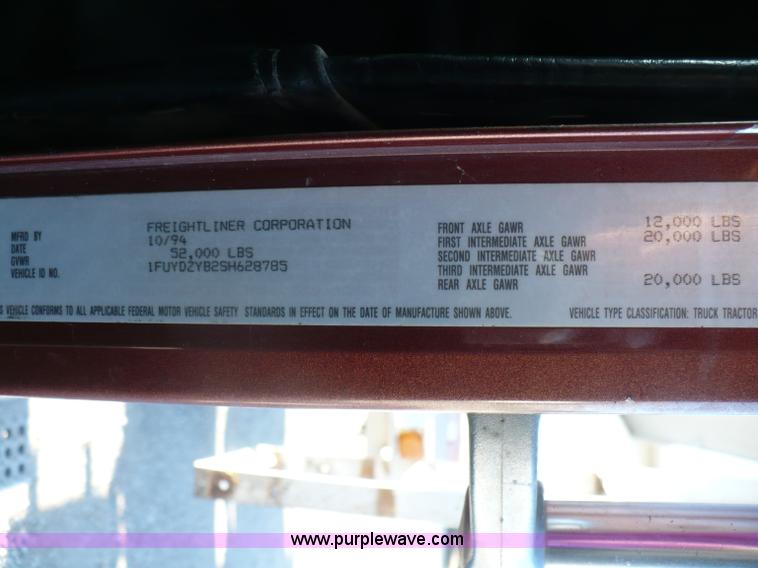 MFRD BY FREIGHTLINER CORPORATION
DATE 10/94
GVWR 52,000 LBS
VEHICLE ID NO. 1FUYDZYB2SH628785
FRONT AXLE GAWR 12,000 LBS
FIRST INTERMEDIATE AXLE GAWR 20,000 LBS
SECOND INTERMEDIATE AXLE GAWR
THIRD INTERMEDIATE AXLE GAWR
REAR AXLE GAWR 20,000 LBS
VEHICLE CONFORMS TO ALL APPLICABLE FEDERAL MOTOR VEHICLE SAFETY STANDARDS IN EFFECT ON THE DATE OF MANUFACTURE SHOWN ABOVE. VEHICLE TYPE CLASSIFICATION: TRUCK TRACTOR
www.purplewave.com